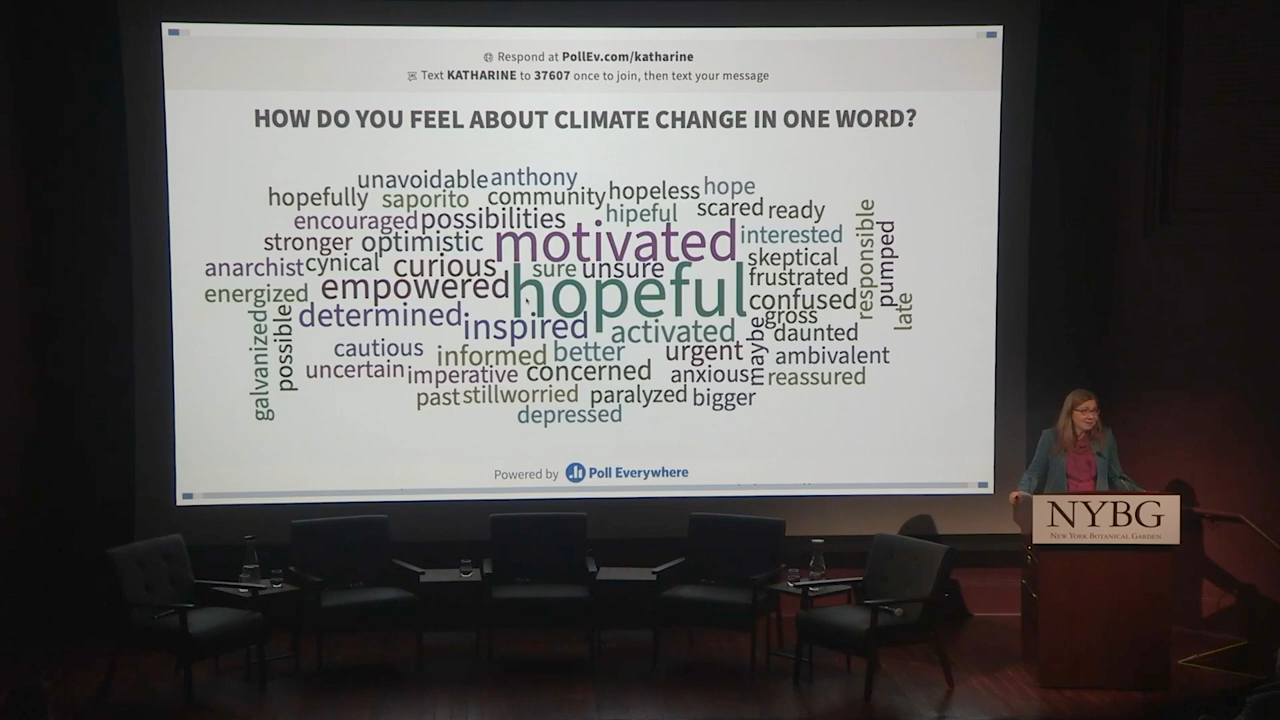 Respond at PollEv.com/katharine
Text KATHARINE to 37607 once to join, then text your message
HOW DO YOU FEEL ABOUT CLIMATE CHANGE IN ONE WORD?
unavoidable anthony
hopefully saporito community hopeless hope
encouraged possibilities hipeful scared ready
stronger optimistic motivated interested
anarchist cynical curious sure unsure skeptical
energized empowered hopeful frustrated
confused
responsible
pumped
late
determined inspired activated gross
daunted
galvanized
possible
cautious informed better urgent maybe ambivalent
uncertain imperative concerned anxious reassured
past stillworried paralyzed bigger
depressed
Powered by Poll Everywhere
NYBG
NEW YORK BOTANICAL GARDEN